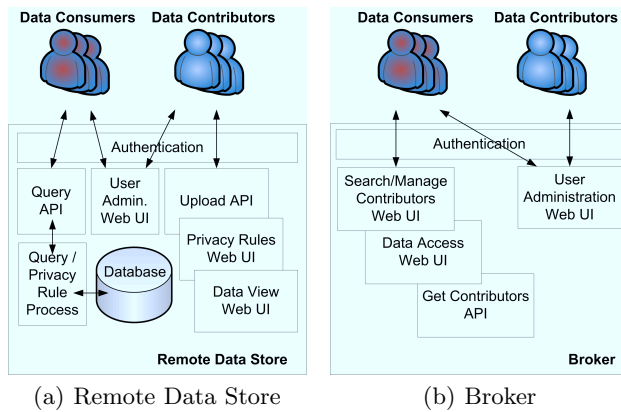 Data Consumers
Data Contributors
Authentication
Query
API
User
Admin.
Web UI
Upload API
Privacy Rules
Web UI
Data View
Web UI
Query /
Privacy
Rule
Process
Database
Remote Data Store
(a) Remote Data Store
Data Consumers
Data Contributors
Authentication
Search/Manage
Contributors
Web UI
User
Administration
Web UI
Data Access
Web UI
Get Contributors
API
Broker
(b) Broker